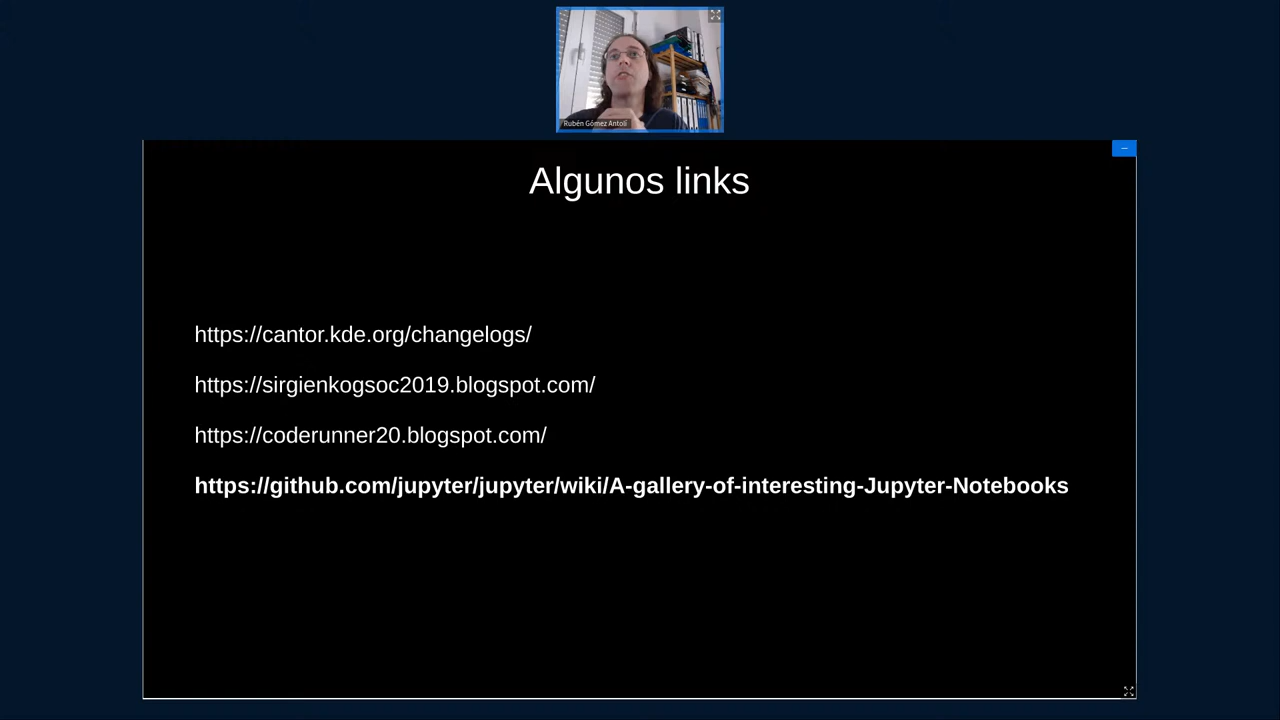 Rubén Gómez Antolí
Algunos links
https://cantor.kde.org/changelogs/
https://sirgienkogsoc2019.blogspot.com/
https://coderunner20.blogspot.com/
https://github.com/jupyter/jupyter/wiki/A-gallery-of-interesting-Jupyter-Notebooks